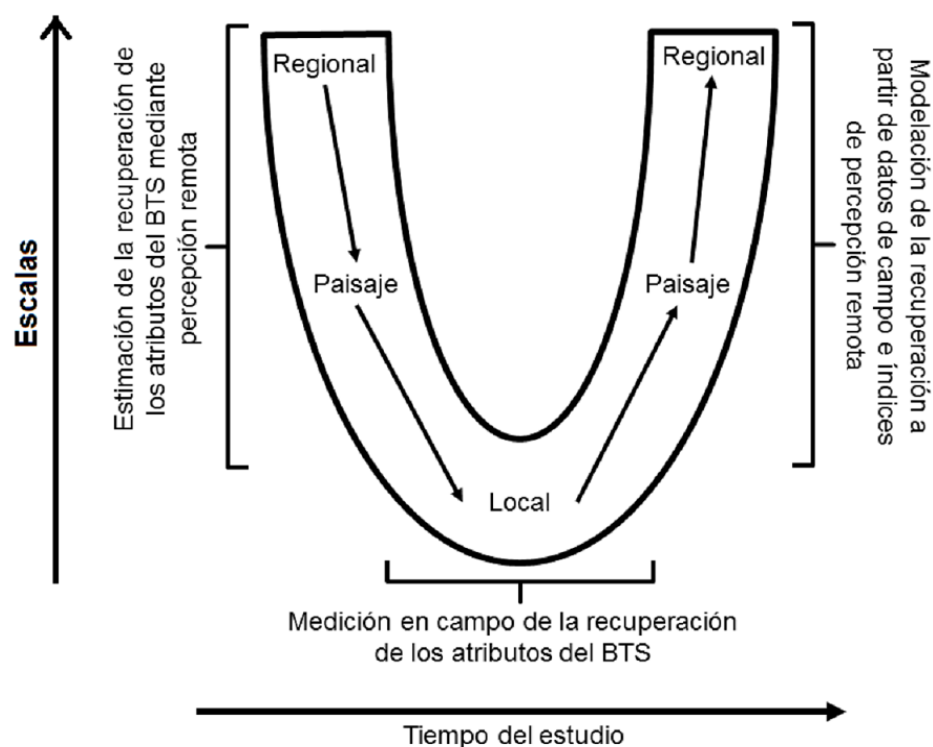 Escalas
Estimación de la recuperación de
los atributos del BTS mediante
percepción remota
Regional
Paisaje
Local
Paisaje
Regional
Modelación de la recuperación a
partir de datos de campo e índices
de percepción remota
Medición en campo de la recuperación
de los atributos del BTS
Tiempo del estudio